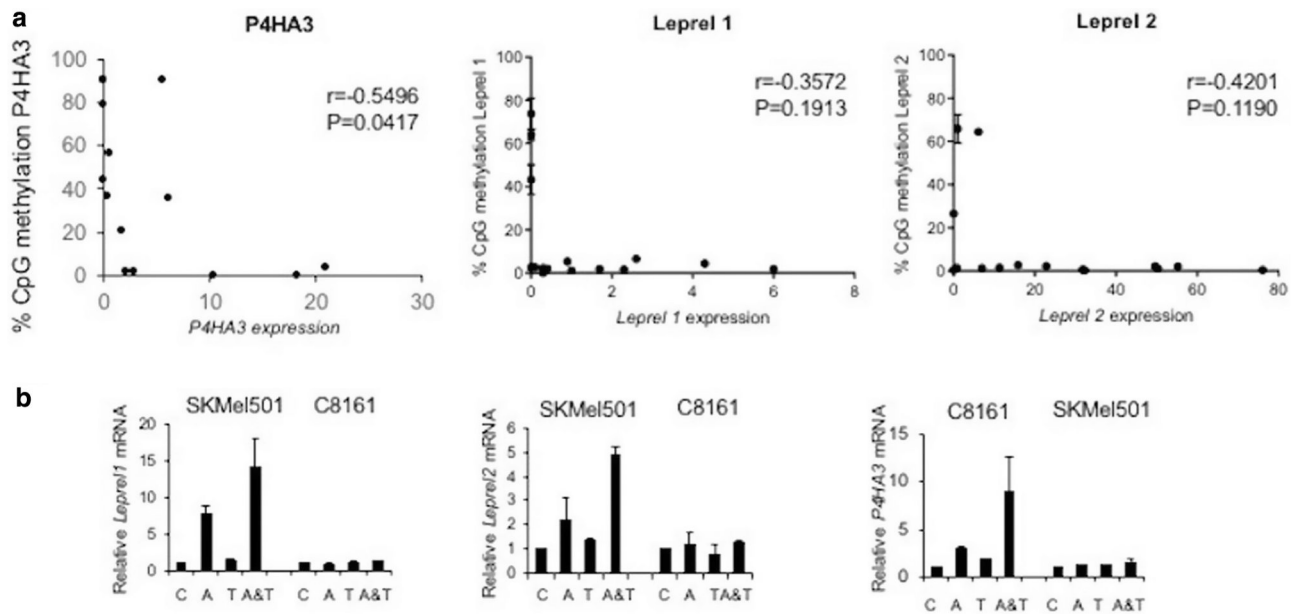 a
P4HA3
Leprel 1
Leprel 2
% CpG methylation P4HA3
100
80
60
40
20
0
r=-0.5496
P=0.0417
0 10 20 30
P4HA3 expression
% CpG methylation Leprel 1
100
80
60
40
20
0
r=-0.3572
P=0.1913
0 2 4 6 8
Leprel 1 expression
% CpG methylation Leprel 2
100
80
60
40
20
0
r=-0.4201
P=0.1190
0 20 40 60 80
Leprel 2 expression
b
SKMel501 C8161
Relative Leprel1 mRNA
20
15
10
5
0
C A T A&T C A T A&T
SKMel501 C8161
Relative Leprel2 mRNA
6
5
4
3
2
1
0
C A T A&T C A TA&T
C8161 SKMel501
Relative P4HA3 mRNA
15
10
5
0
C A T A&T C A T A&T